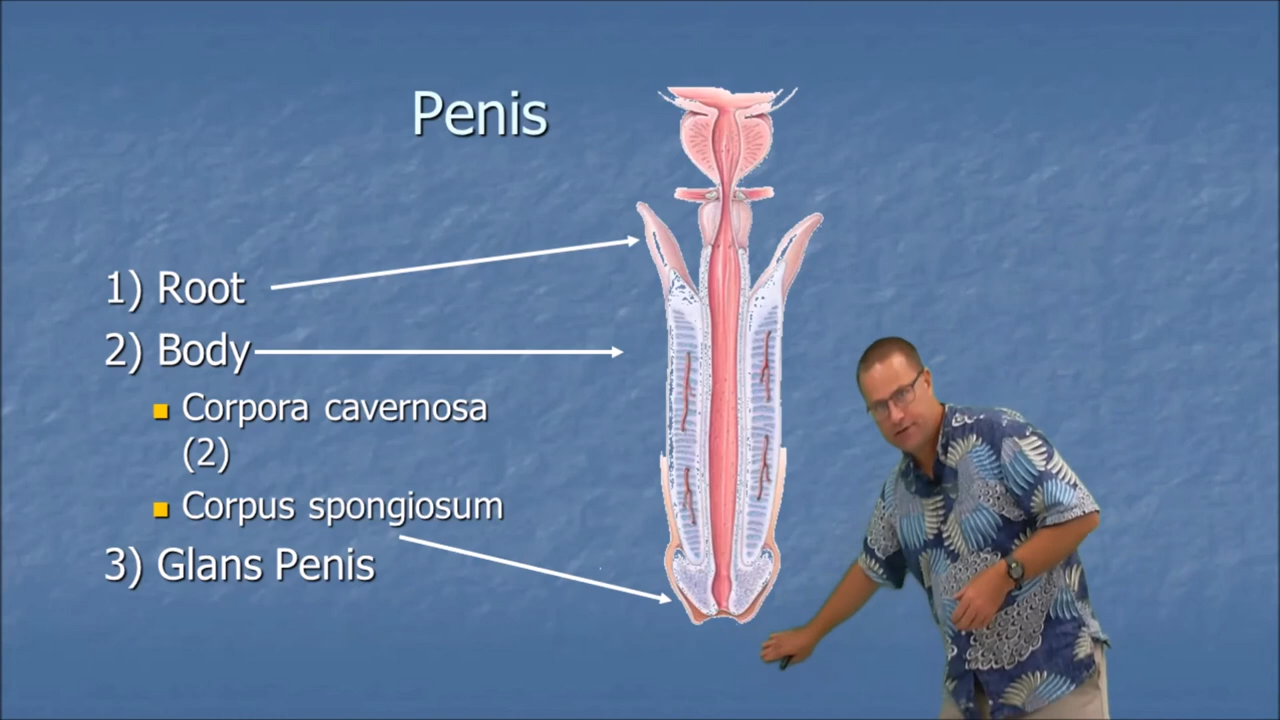 Penis
1) Root
2) Body
Corpora cavernosa
(2)
Corpus spongiosum
3) Glans Penis